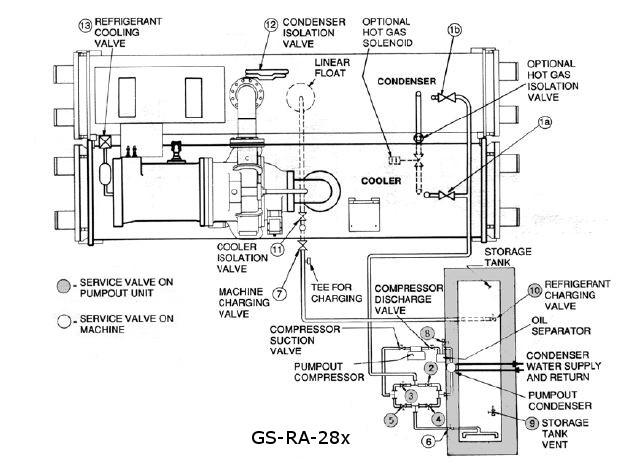 13 REFRIGERANT
COOLING
VALVE
12 CONDENSER
ISOLATION
VALVE
LINEAR
FLOAT
OPTIONAL
HOT GAS
SOLENOID
1b
CONDENSER
OPTIONAL
HOT GAS
ISOLATION
VALVE
1a
COOLER
COOLER
ISOLATION
VALVE
11
MACHINE
CHARGING
VALVE
7
TEE FOR
CHARGING
- SERVICE VALVE ON
PUMPOUT UNIT
- SERVICE VALVE ON
MACHINE
STORAGE
TANK
COMPRESSOR
DISCHARGE
VALVE
10 REFRIGERANT
CHARGING
VALVE
OIL
SEPARATOR
COMPRESSOR
SUCTION
VALVE
8
CONDENSER
WATER SUPPLY
AND RETURN
PUMPOUT
COMPRESSOR
2
3
PUMPOUT
CONDENSER
5
4
6
9 STORAGE
TANK
VENT
GS-RA-28x